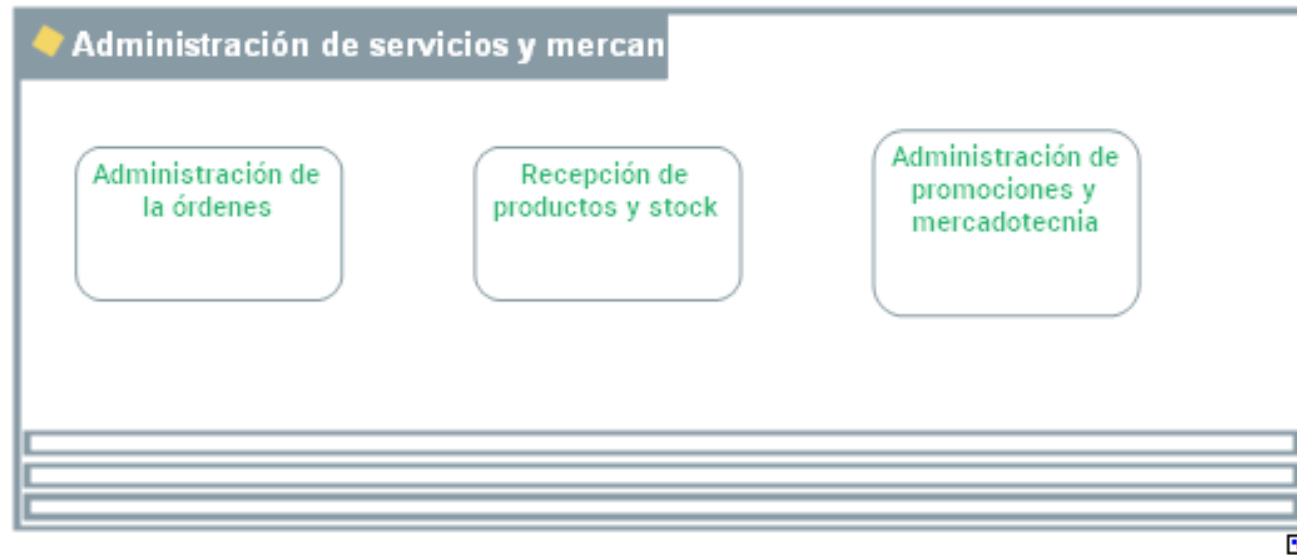 Administración de servicios y mercan
Administración de
la órdenes
Recepción de
productos y stock
Administración de
promociones y
mercadotecnia